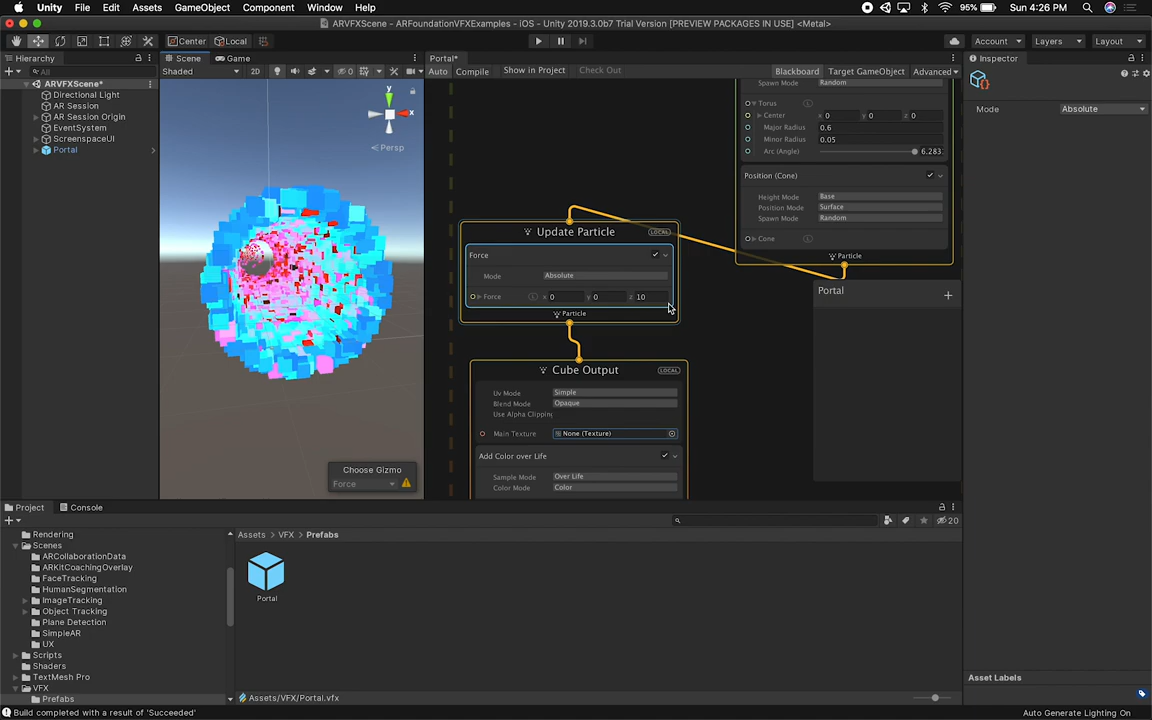 Unity File Edit Assets GameObject Component Window Help 95% Sun 4:26 PM
ARVFXScene - ARFoundationVFXExamples - iOS - Unity 2019.3.0b7 Trial Version [PREVIEW PACKAGES IN USE] <Metal>
Center Local Account Layers Layout
Hierarchy Scene Game Portal* Inspector
All Shaded 2D 0 Auto Compile Show in Project Check Out Blackboard Target GameObject Advanced
ARVFXScene*
Directional Light
AR Session
AR Session Origin
EventSystem
ScreenspaceUI
Portal
y
x
Persp
Choose Gizmo
Force
Spawn Mode Random
Torus L
Center x 0 y 0 z 0
Major Radius 0.6
Minor Radius 0.05
Arc (Angle) 6.283
Position (Cone)
Height Mode Base
Position Mode Surface
Spawn Mode Random
Cone L
Particle
Update Particle LOCAL
Force
Mode Absolute
Force L x 0 y 0 z 10
Particle
Cube Output LOCAL
Uv Mode Simple
Blend Mode Opaque
Use Alpha Clipping
Main Texture None (Texture)
Add Color over Life
Sample Mode Over Life
Color Mode Color
Portal +
Mode Absolute
Asset Labels
Project Console
20
Rendering
Scenes
ARCollaborationData
ARKitCoachingOverlay
FaceTracking
HumanSegmentation
ImageTracking
Object Tracking
Plane Detection
SimpleAR
UX
Scripts
Shaders
TextMesh Pro
VFX
Prefabs
Assets > VFX > Prefabs
Portal
Assets/VFX/Portal.vfx
Build completed with a result of 'Succeeded' Auto Generate Lighting On